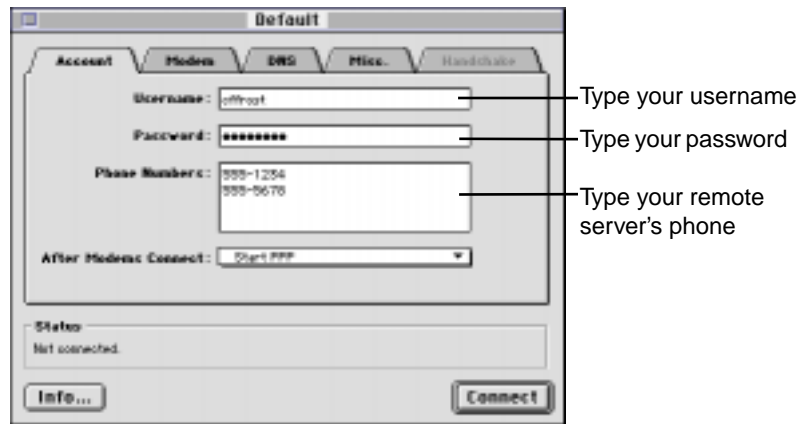 Default
Account Modem DNS Misc. Handshake
Username: offroat
Type your username
Password: ●●●●●●●●
Type your password
Phone Numbers: 555-1234
555-5678
Type your remote
server's phone
After Modems Connect: Start PPP
Status
Not connected.
Info... Connect